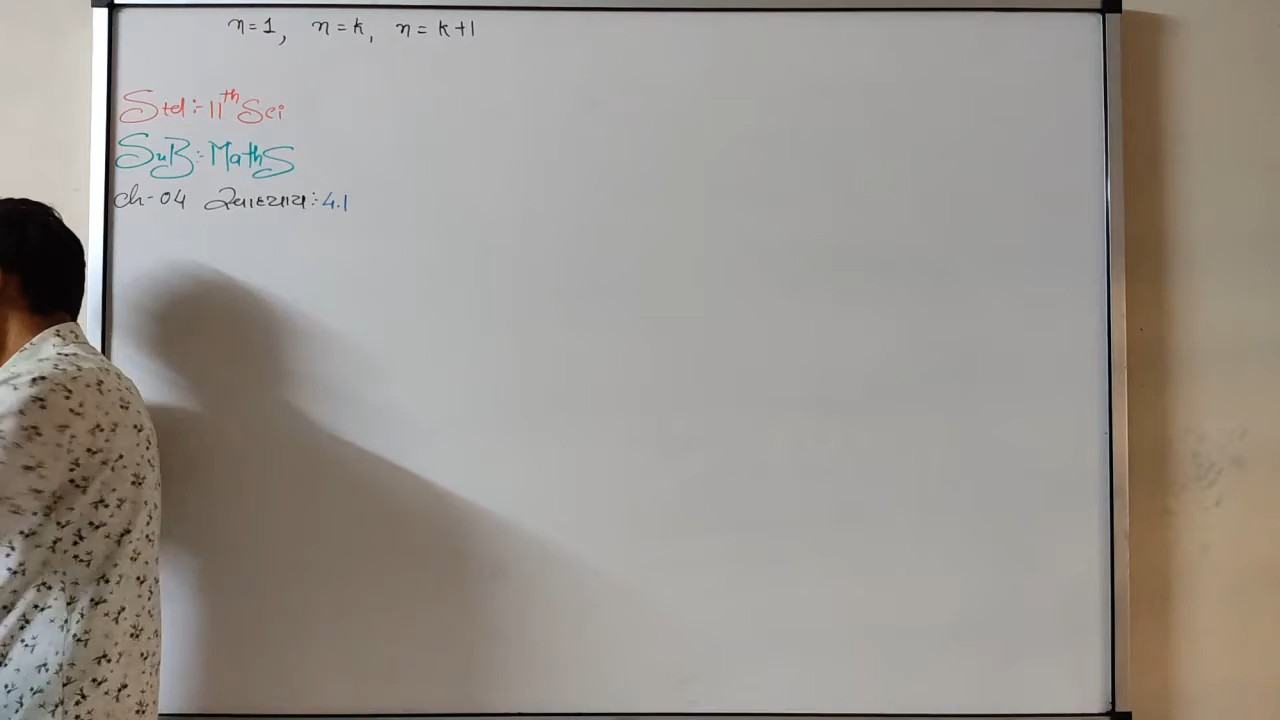 n=1, n=k, n=k+1
Std:-11th Sci
SuB:-MathS
ch-04 સ્વાધ્યાય:-4.1